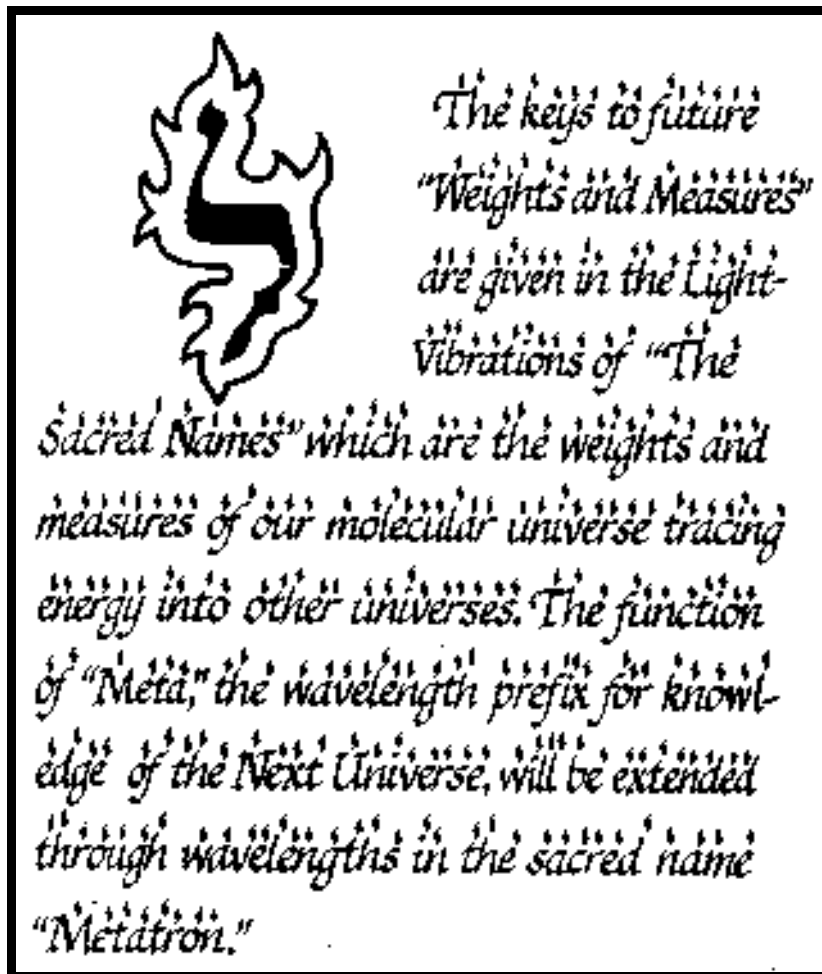 ל
The keys to future
“Weights and Measures”
are given in the Light-
Vibrations of “The
Sacred Names” which are the weights and
measures of our molecular universe tracing
energy into other universes. The function
of “Meta,” the wavelength prefix for knowl-
edge of the Next Universe, will be extended
through wavelengths in the sacred name
“Metatron.”